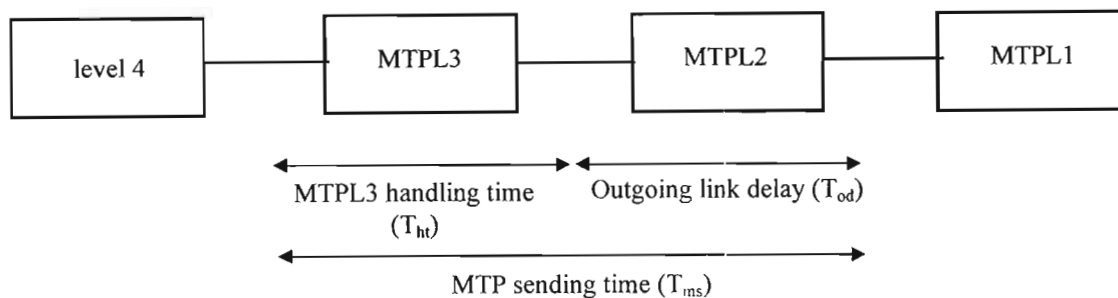 level 4
MTPL3
MTPL2
MTPL1
MTPL3 handling time
(Tht)
Outgoing link delay (Tod)
MTP sending time (Tms)